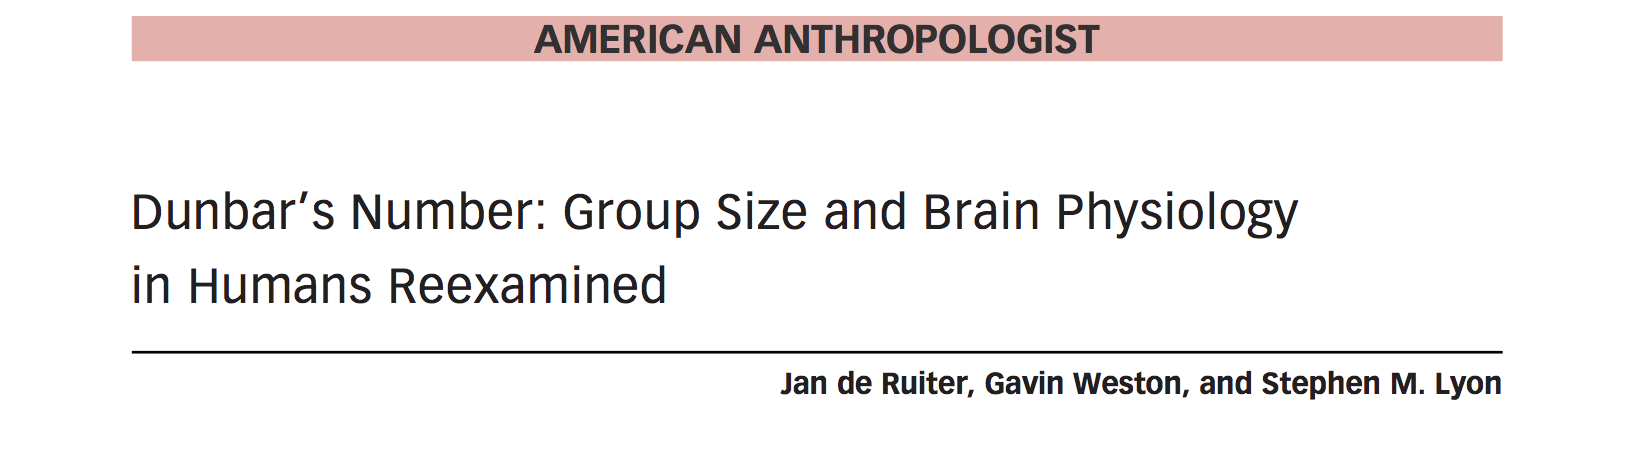 AMERICAN ANTHROPOLOGIST
Dunbar’s Number: Group Size and Brain Physiology
in Humans Reexamined
Jan de Ruiter, Gavin Weston, and Stephen M. Lyon